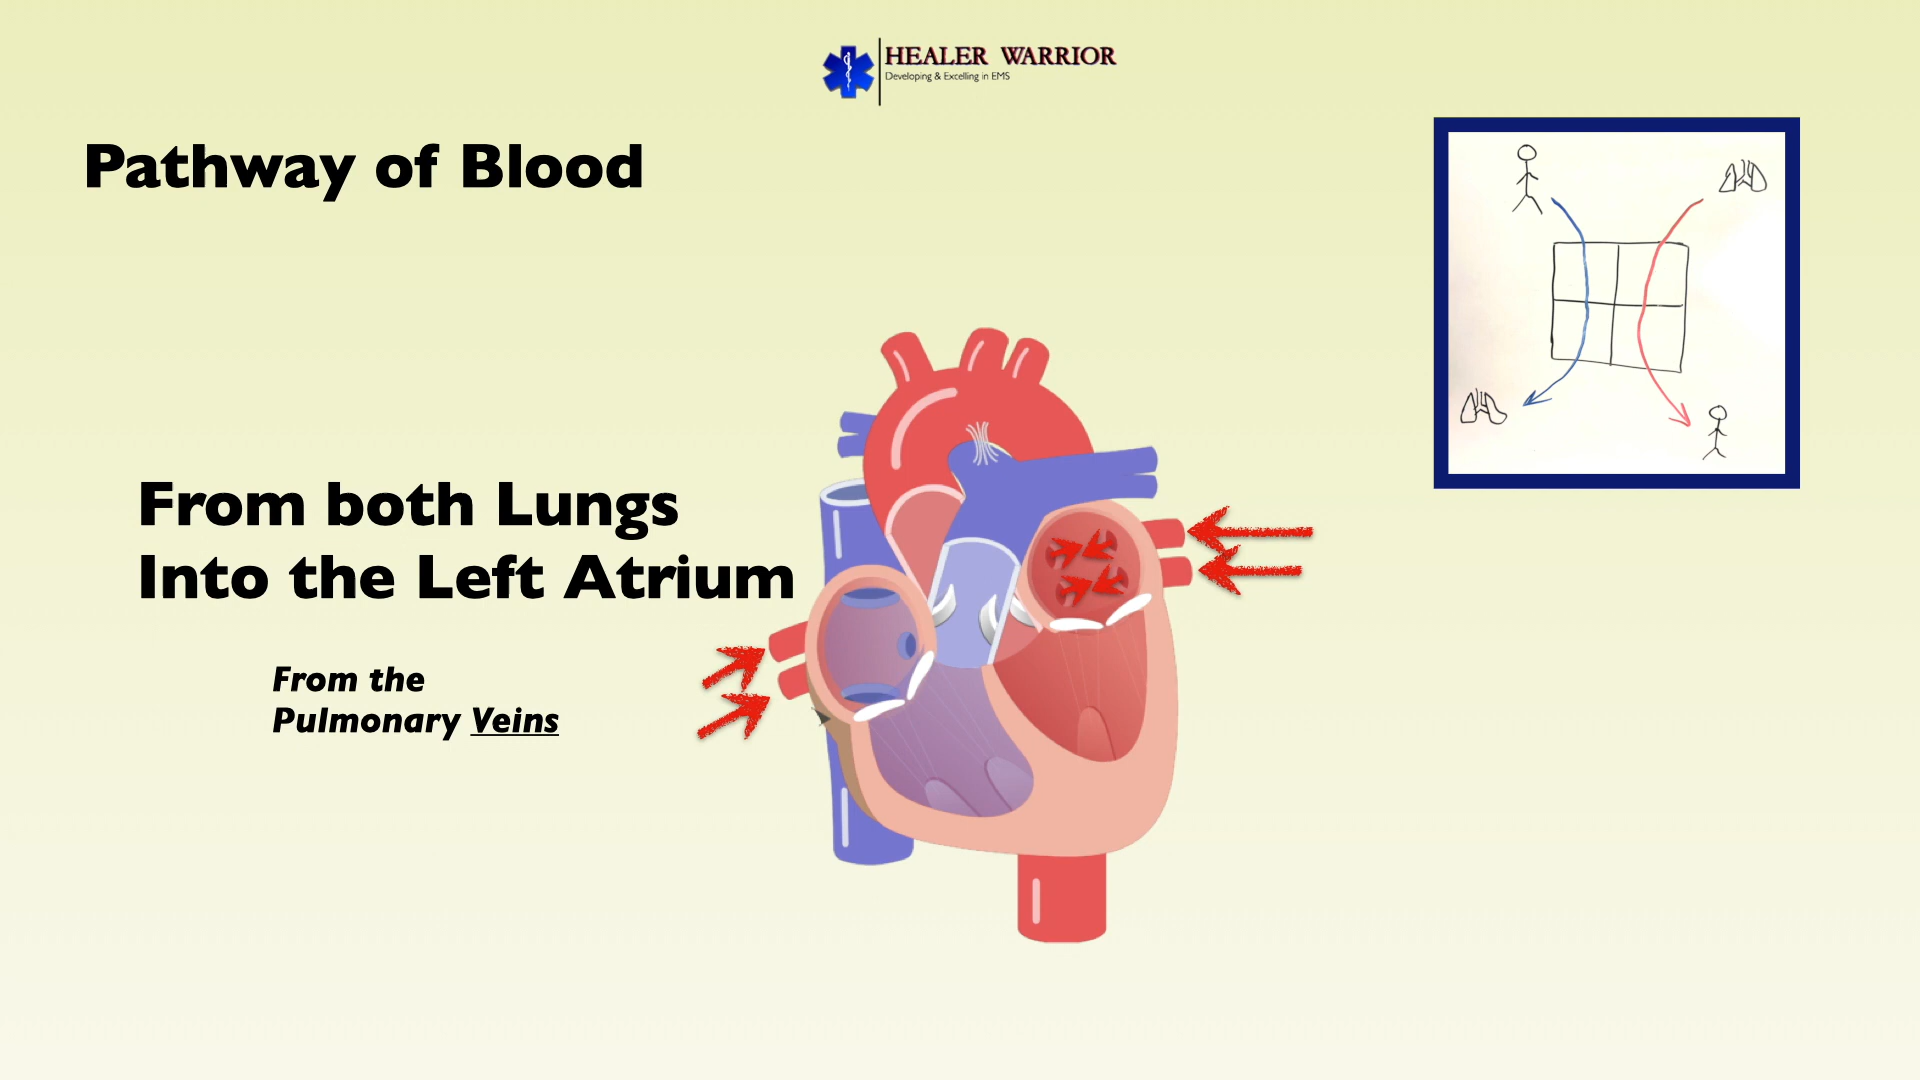 HEALER WARRIOR
Developing & Excelling in EMS
Pathway of Blood
From both Lungs
Into the Left Atrium
From the
Pulmonary Veins